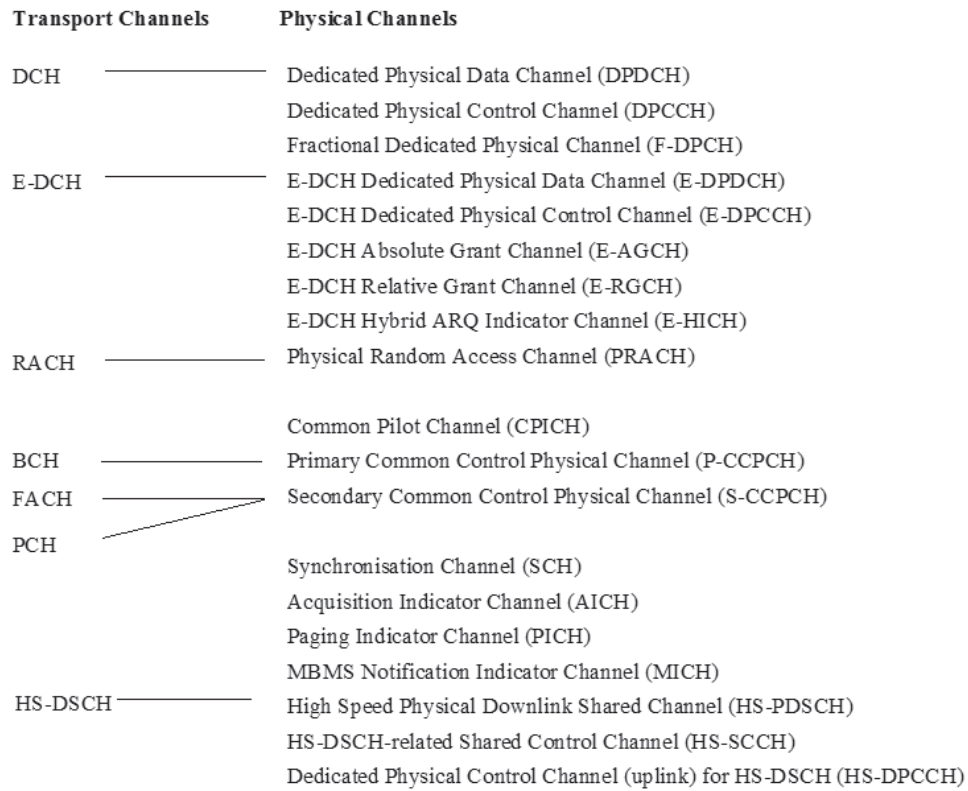 Transport Channels Physical Channels
DCH Dedicated Physical Data Channel (DPDCH)
Dedicated Physical Control Channel (DPCCH)
Fractional Dedicated Physical Channel (F-DPCH)
E-DCH E-DCH Dedicated Physical Data Channel (E-DPDCH)
E-DCH Dedicated Physical Control Channel (E-DPCCH)
E-DCH Absolute Grant Channel (E-AGCH)
E-DCH Relative Grant Channel (E-RGCH)
E-DCH Hybrid ARQ Indicator Channel (E-HICH)
RACH Physical Random Access Channel (PRACH)
Common Pilot Channel (CPICH)
BCH Primary Common Control Physical Channel (P-CCPCH)
FACH Secondary Common Control Physical Channel (S-CCPCH)
PCH
Synchronisation Channel (SCH)
Acquisition Indicator Channel (AICH)
Paging Indicator Channel (PICH)
MBMS Notification Indicator Channel (MICH)
HS-DSCH High Speed Physical Downlink Shared Channel (HS-PDSCH)
HS-DSCH-related Shared Control Channel (HS-SCCH)
Dedicated Physical Control Channel (uplink) for HS-DSCH (HS-DPCCH)